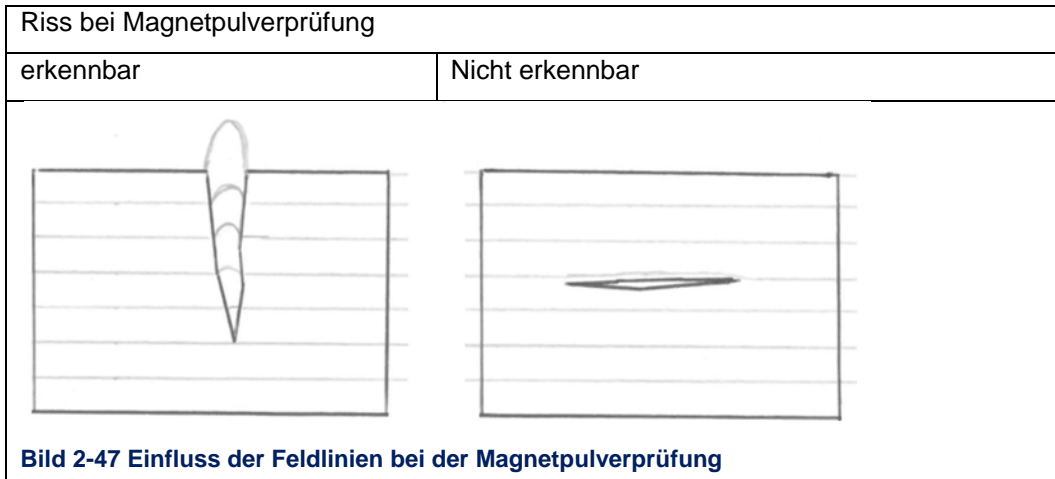 Riss bei Magnetpulverprüfung
erkennbar
Nicht erkennbar
Bild 2-47 Einfluss der Feldlinien bei der Magnetpulverprüfung